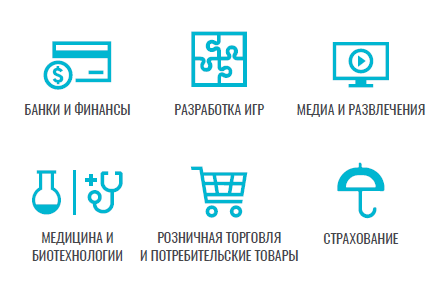 БАНКИ И ФИНАНСЫ
РАЗРАБОТКА ИГР
МЕДИА И РАЗВЛЕЧЕНИЯ
МЕДИЦИНА И
БИОТЕХНОЛОГИИ
РОЗНИЧНАЯ ТОРГОВЛЯ
И ПОТРЕБИТЕЛЬСКИЕ ТОВАРЫ
СТРАХОВАНИЕ